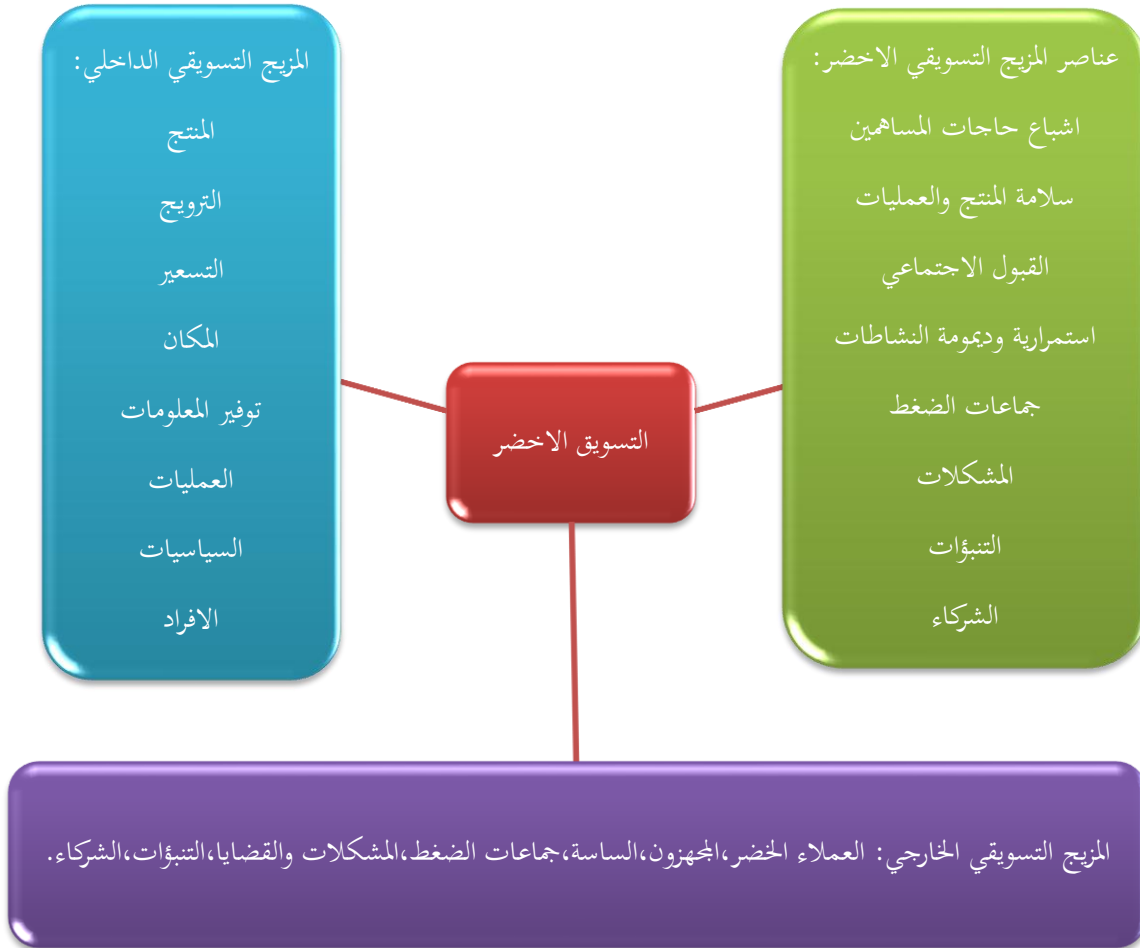 عناصر المزيج التسويقي الاخضر:
اشباع حاجات المساهمين
سلامة المنتج والعمليات
القبول الاجتماعي
استمرارية وديمومة النشاطات
جماعات الضغط
المشكلات
التنبؤات
الشركاء
المزيج التسويقي الداخلي:
المنتج
الترويج
التسعير
المكان
توفير المعلومات
العمليات
السياسيات
الافراد
التسويق الاخضر
المزيج التسويقي الخارجي: العملاء الخضر،المجهزون،الساسة،جماعات الضغط،المشكلات والقضايا،التنبؤات،الشركاء.